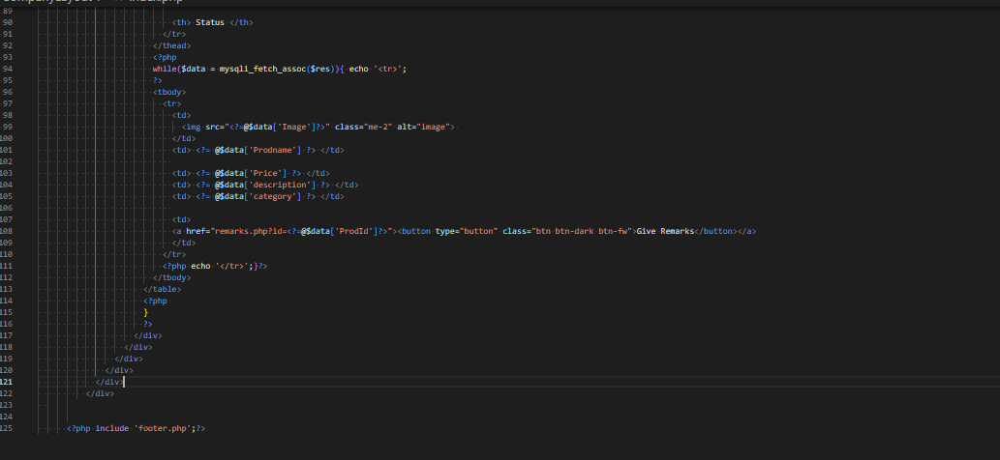 index.php
89
90 <th> Status </th>
91 </tr>
92 </thead>
93 <?php
94 while($data = mysqli_fetch_assoc($res)){ echo '<tr>';
95 ?>
96 <tbody>
97 <tr>
98 <td>
99 <img src="<?=@$data['Image']?>" class="me-2" alt="image">
100 </td>
101 <td> <?= @$data['Prodname'] ?> </td>
102
103 <td> <?= @$data['Price'] ?> </td>
104 <td> <?= @$data['description'] ?> </td>
105 <td> <?= @$data['category'] ?> </td>
106
107 <td>
108 <a href="remarks.php?id=<?=@$data['ProdId']?>"><button type="button" class="btn btn-dark btn-fw">Give Remarks</button></a>
109 </td>
110 </tr>
111 <?php echo '</tr>';}?>
112 </tbody>
113 </table>
114 <?php
115 }
116 ?>
117 </div>
118 </div>
119 </div>
120 </div>
121 </div>
122 </div>
123
124
125 <?php include 'footer.php';?>